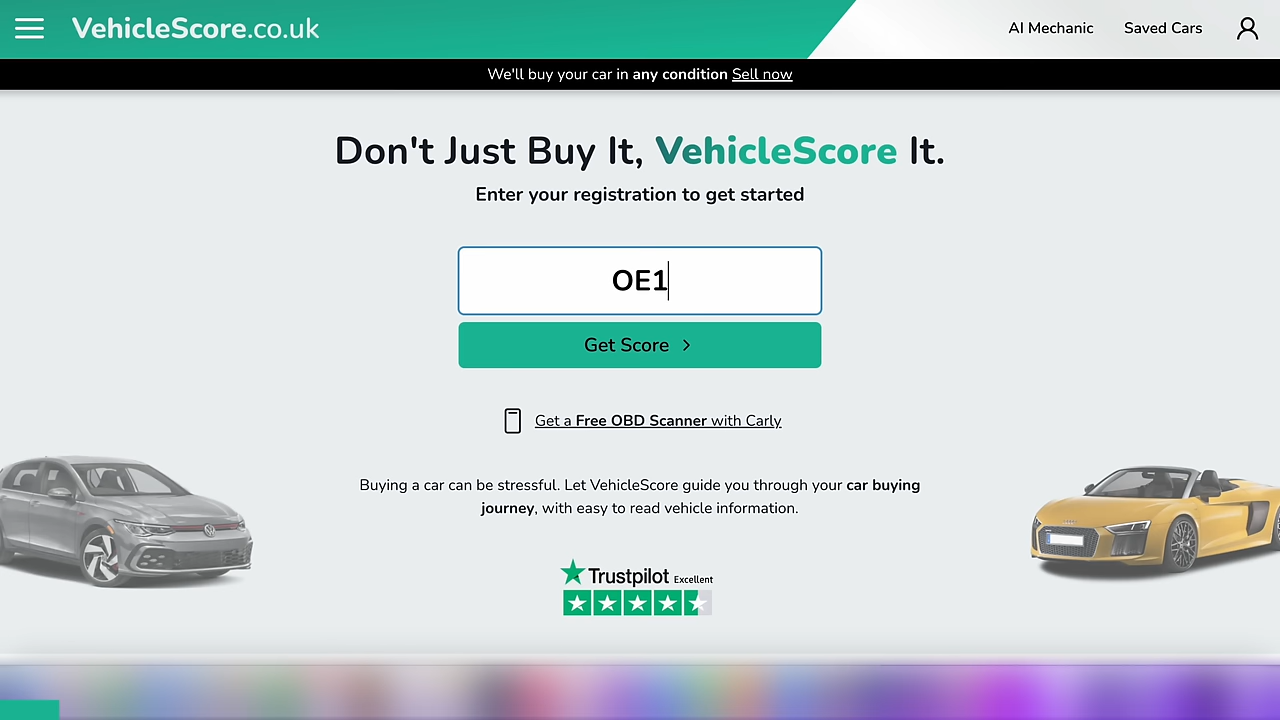 VehicleScore.co.uk
AI Mechanic
Saved Cars
We'll buy your car in any condition Sell now
Don't Just Buy It, VehicleScore It.
Enter your registration to get started
OE1
Get Score
Get a Free OBD Scanner with Carly
Buying a car can be stressful. Let VehicleScore guide you through your car buying
journey, with easy to read vehicle information.
Trustpilot Excellent